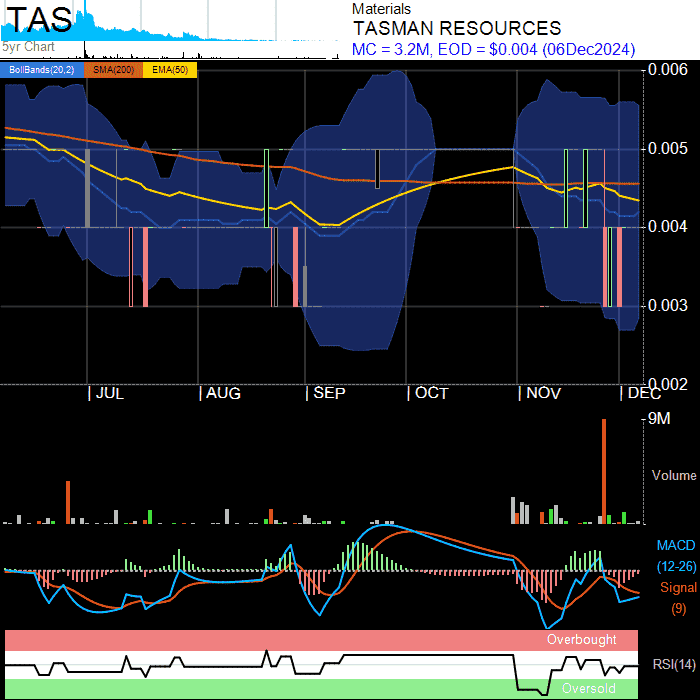 TAS
5yr Chart
Materials
TASMAN RESOURCES
MC = 3.2M, EOD = $0.004 (06Dec2024)
BollBands(20,2) SMA(200) EMA(50)
0.006
0.005
0.004
0.003
0.002
JUL AUG SEP OCT NOV DEC
9M
Volume
MACD
(12-26)
Signal
(9)
Overbought
RSI(14)
Oversold